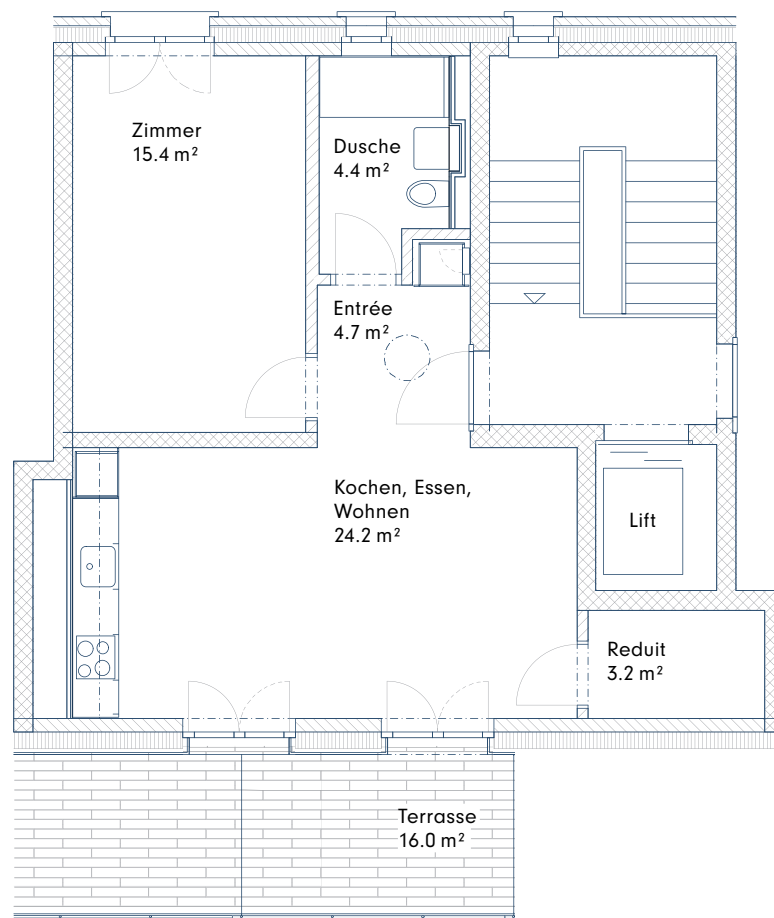 Zimmer
15.4 m²
Dusche
4.4 m²
Entrée
4.7 m²
Kochen, Essen,
Wohnen
24.2 m²
Lift
Reduit
3.2 m²
Terrasse
16.0 m²